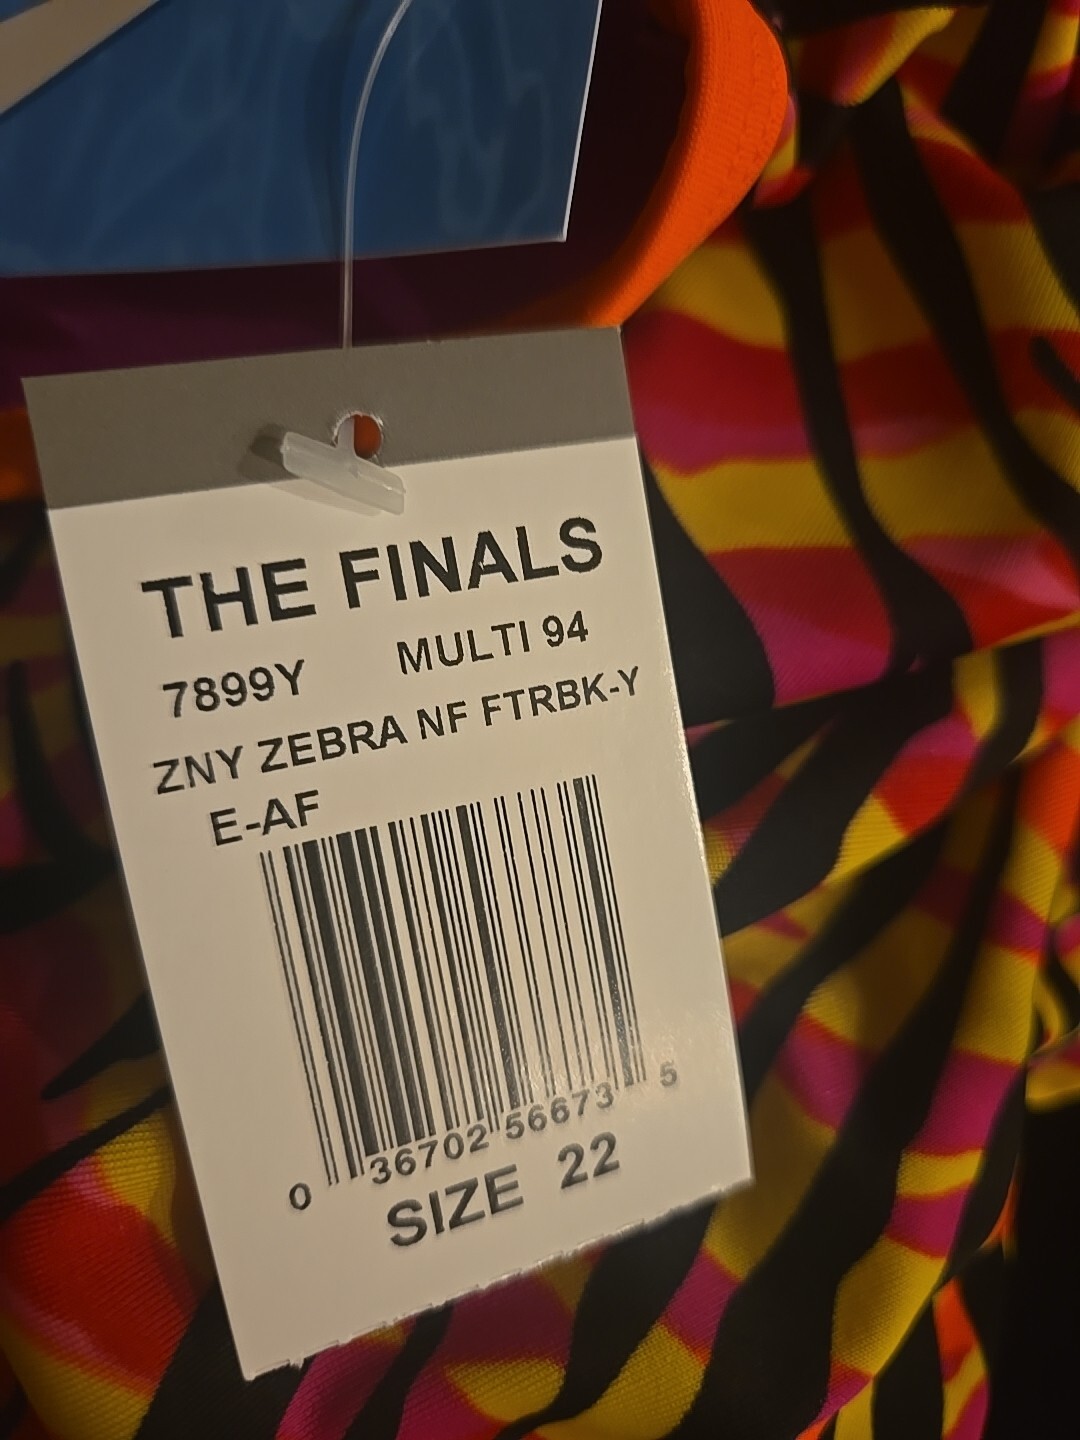 THE FINALS
7899Y MULTI 94
ZNY ZEBRA NF FTRBK-Y
E-AF
0 36702 56673 5
SIZE 22